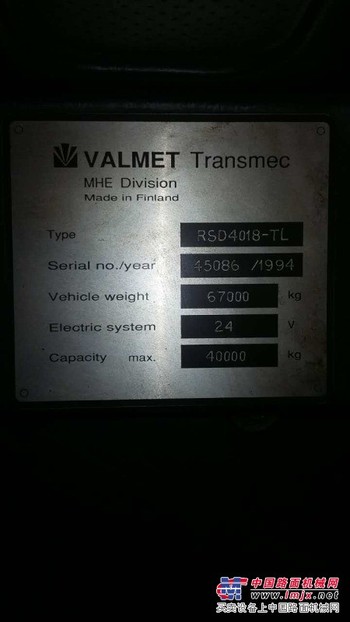 VALMET Transmec
MHE Division
Made in Finland
Type RSD4018-TL
Serial no./year 45086 /1994
Vehicle weight 67000 kg
Electric system 24 V
Capacity max. 40000 kg
中国路面机械网
www.lmjx.net
买卖设备上中国路面机械网